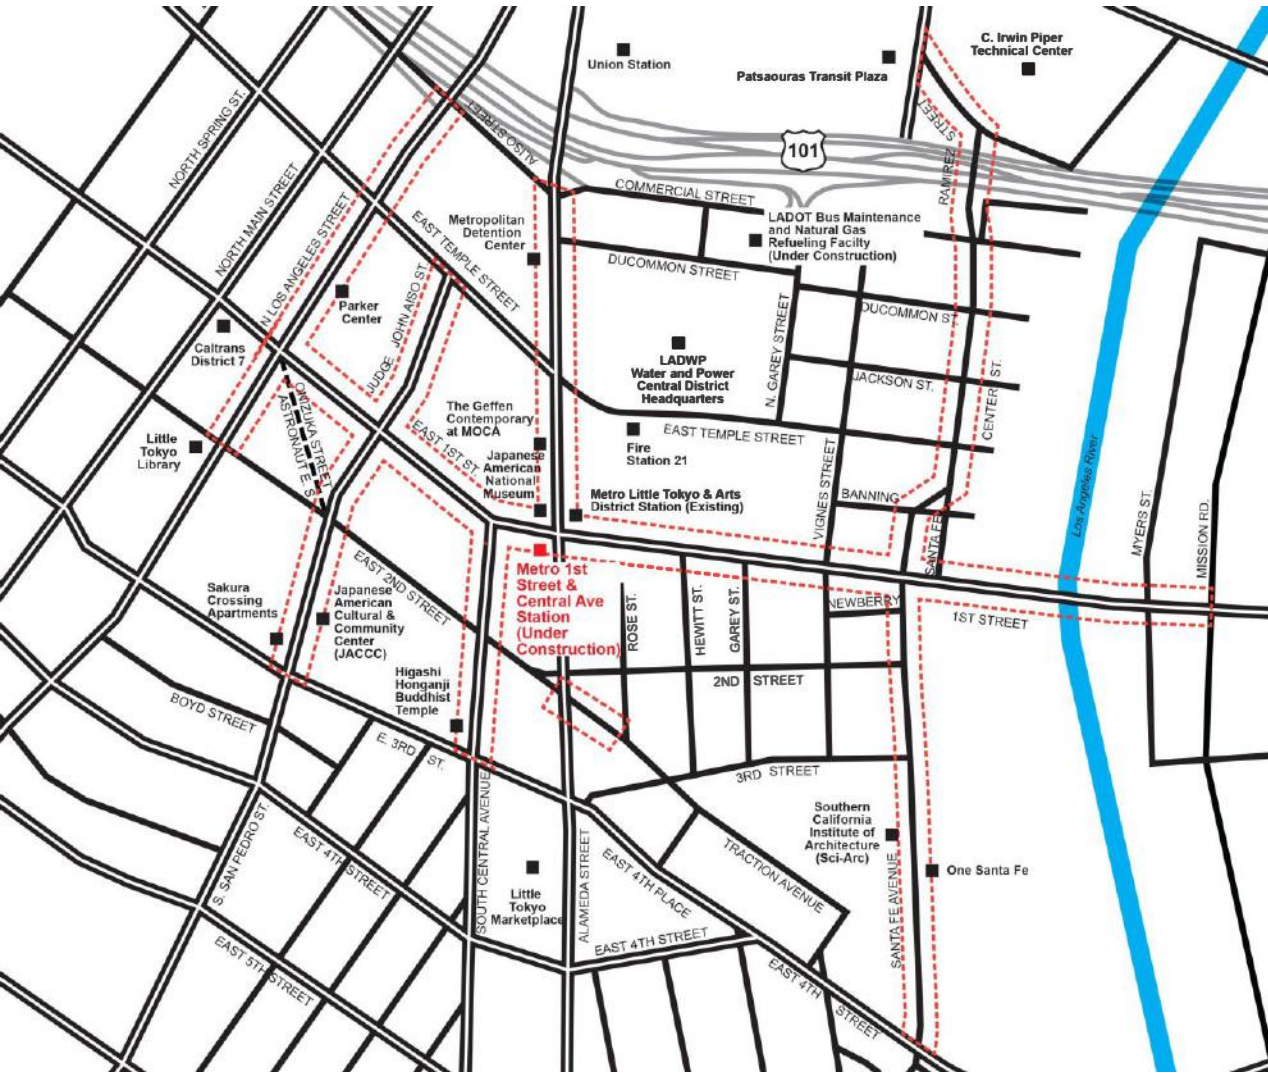 C. Irwin Piper
Technical Center
Union Station
Patsaouras Transit Plaza
NORTH SPRING ST.
ALISO STREET
RAMIREZ STREET
101
NORTH MAIN STREET
COMMERCIAL STREET
N LOS ANGELES STREET
EAST TEMPLE STREET
Metropolitan
Detention
Center
LADOT Bus Maintenance
and Natural Gas
Refueling Facilty
(Under Construction)
DUCOMMON STREET
Parker
Center
JUDGE JOHN AISO ST.
DUCOMMON ST.
Caltrans
District 7
N. GAREY STREET
LADWP
Water and Power
Central District
Headquarters
JACKSON ST.
CENTER ST.
ASTRONAUT E. S
ONIZUKA STREET
The Geffen
Contemporary
at MOCA
EAST 1ST ST.
EAST TEMPLE STREET
Little
Tokyo
Library
Fire
Station 21
Japanese
American
National
Museum
Metro Little Tokyo & Arts
District Station (Existing)
VIGNES STREET
BANNING
SANTA FE
Los Angeles River
MYERS ST.
MISSION RD.
Metro 1st
Street &
Central Ave
Station
(Under
Construction)
EAST 2ND STREET
Sakura
Crossing
Apartments
Japanese
American
Cultural &
Community
Center
(JACCC)
ROSE ST.
HEWITT ST.
GAREY ST.
NEWBERRY
1ST STREET
2ND STREET
Higashi
Honganji
Buddhist
Temple
BOYD STREET
E. 3RD ST.
3RD STREET
S. SAN PEDRO ST.
EAST 4TH STREET
SOUTH CENTRAL AVENUE
Little
Tokyo
Marketplace
ALAMEDA STREET
EAST 4TH PLACE
TRACTION AVENUE
Southern
California
Institute of
Architecture
(Sci-Arc)
One Santa Fe
SANTA FE AVENUE
EAST 4TH STREET
EAST 4TH STREET
EAST 5TH STREET